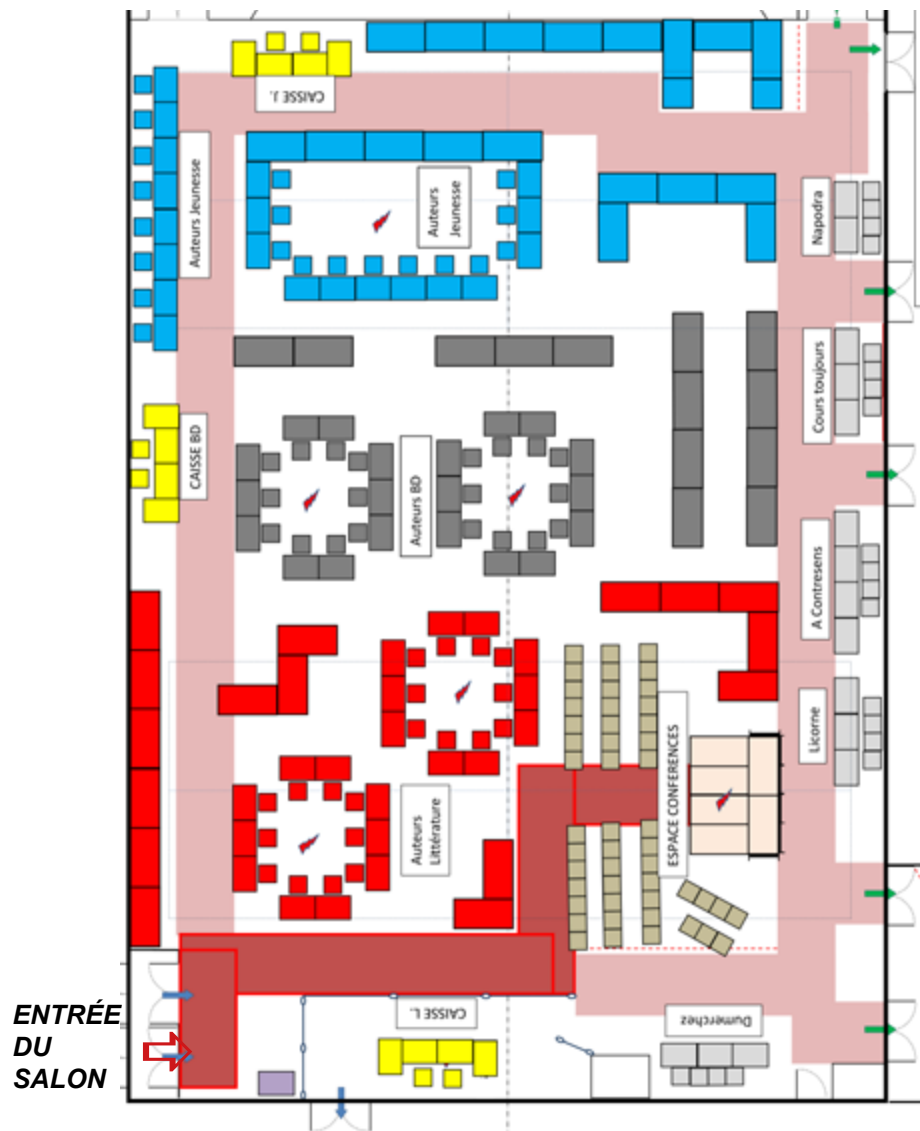 CAISSE J.
Auteurs Jeunesse
Auteurs
Jeunesse
Napodra
Cours toujours
CAISSE BD
Auteurs BD
A Contresens
Licorne
ESPACE CONFERENCES
Auteurs
Littérature
ENTRÉE
DU
SALON
CAISSE L.
Dumerchez